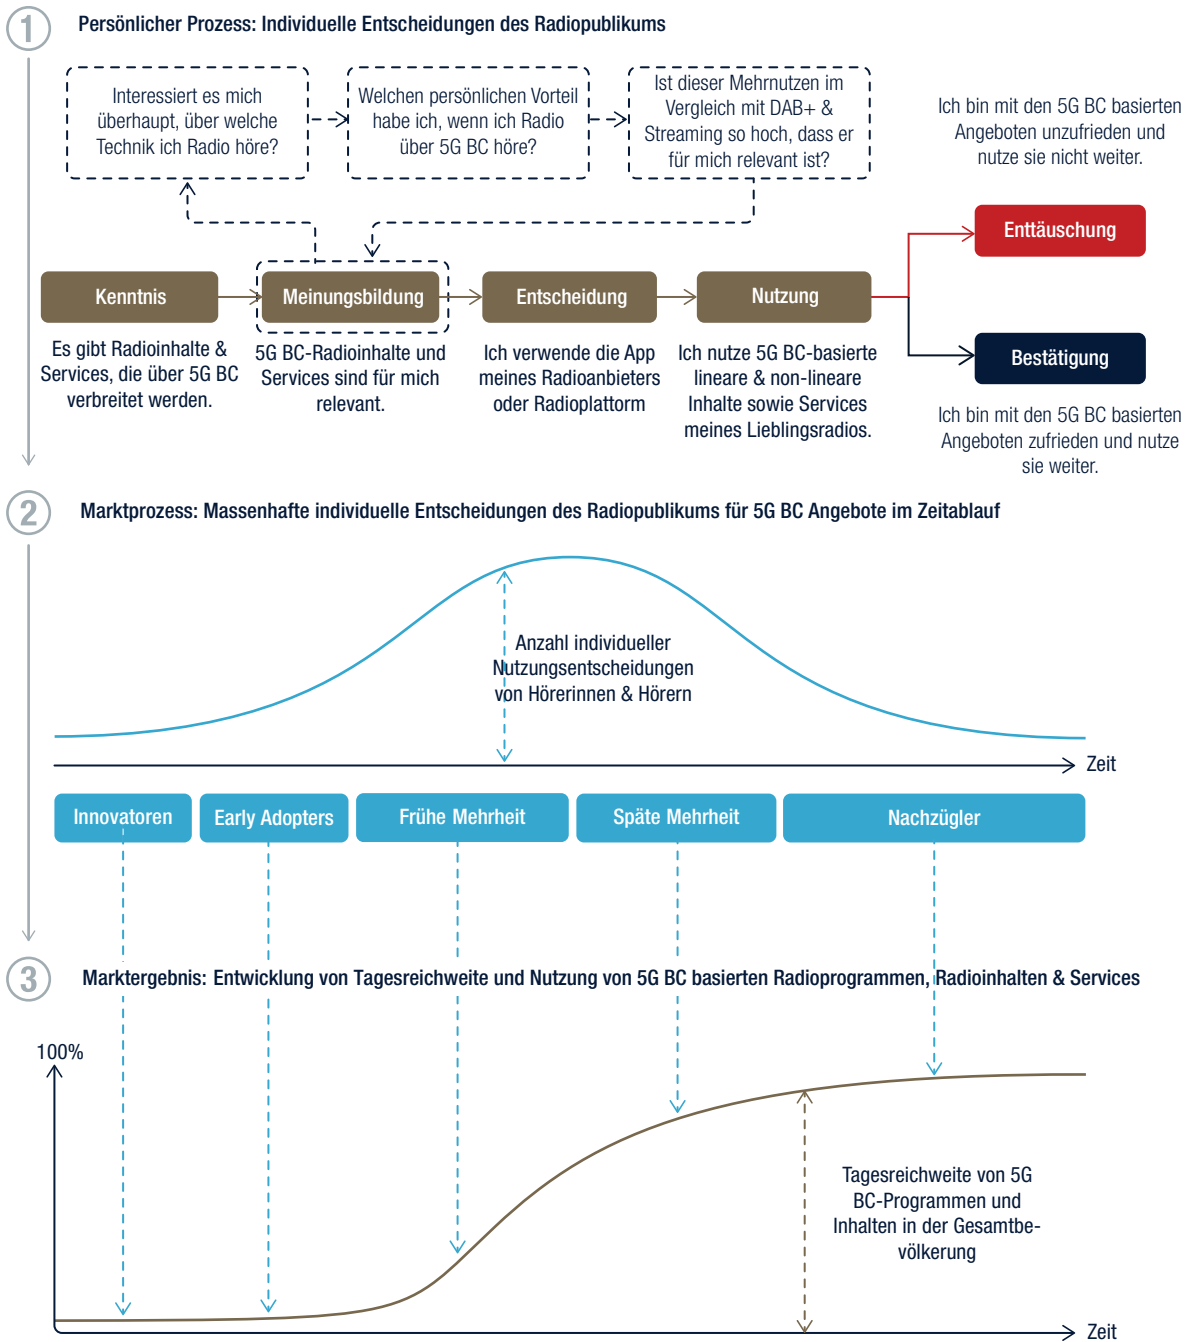 1
Persönlicher Prozess: Individuelle Entscheidungen des Radiopublikums
Interessiert es mich
überhaupt, über welche
Technik ich Radio höre?
Welchen persönlichen Vorteil
habe ich, wenn ich Radio
über 5G BC höre?
Ist dieser Mehrnutzen im
Vergleich mit DAB+ &
Streaming so hoch, dass er
für mich relevant ist?
Ich bin mit den 5G BC basierten
Angeboten unzufrieden und
nutze sie nicht weiter.
Enttäuschung
Kenntnis
Meinungsbildung
Entscheidung
Nutzung
Bestätigung
Es gibt Radioinhalte &
Services, die über 5G BC
verbreitet werden.
5G BC-Radioinhalte und
Services sind für mich
relevant.
Ich verwende die App
meines Radioanbieters
oder Radioplattorm
Ich nutze 5G BC-basierte
lineare & non-lineare
Inhalte sowie Services
meines Lieblingsradios.
Ich bin mit den 5G BC basierten
Angeboten zufrieden und nutze
sie weiter.
2
Marktprozess: Massenhafte individuelle Entscheidungen des Radiopublikums für 5G BC Angebote im Zeitablauf
Anzahl individueller
Nutzungsentscheidungen
von Hörerinnen & Hörern
Zeit
Innovatoren
Early Adopters
Frühe Mehrheit
Späte Mehrheit
Nachzügler
3
Marktergebnis: Entwicklung von Tagesreichweite und Nutzung von 5G BC basierten Radioprogrammen, Radioinhalten & Services
100%
Tagesreichweite von 5G
BC-Programmen und
Inhalten in der Gesamtbe-
völkerung
Zeit